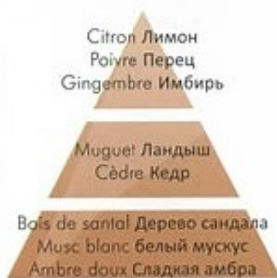 Citron Лимон
Poivre Перец
Gingembre Имбирь
Muguet Ландыш
Cèdre Кедр
Bois de santal Дерево сандала
Musc blanc белый мускус
Ambre doux Сладкая амбра